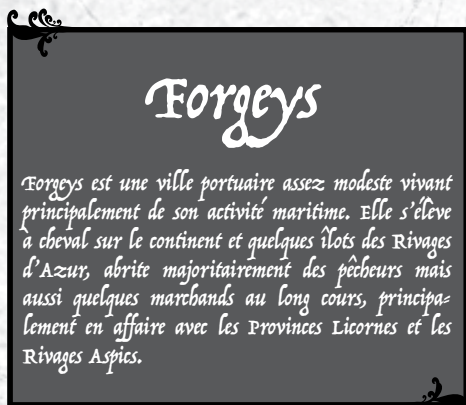 Forgeys
Forgeys est une ville portuaire assez modeste vivant
principalement de son activité maritime. Elle s'élève
à cheval sur le continent et quelques îlots des Rivages
d'Azur, abrite majoritairement des pêcheurs mais
aussi quelques marchands au long cours, principa-
lement en affaire avec les Provinces Licornes et les
Rivages Aspics.